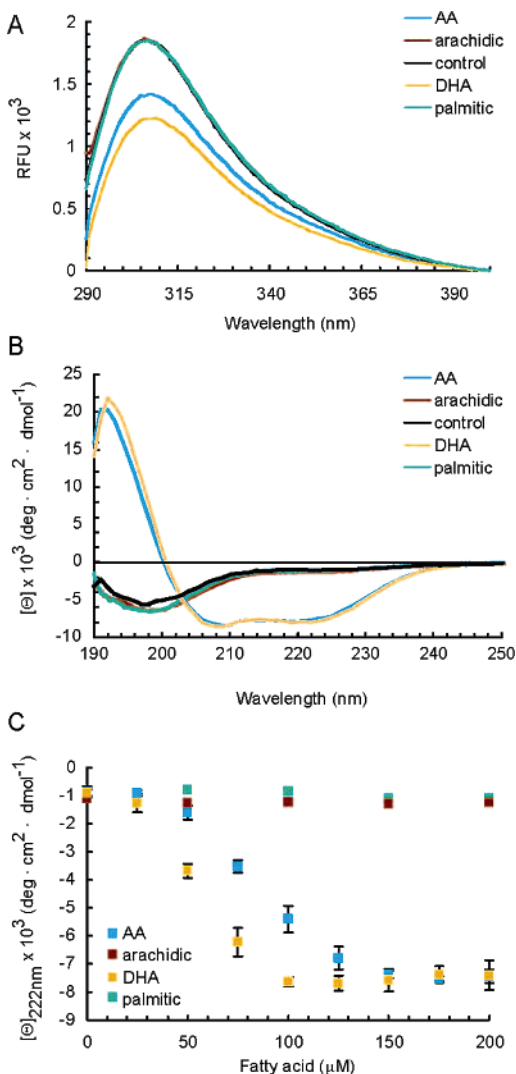 A
AA
arachidic
control
DHA
palmitic
RFU x 10³
2
1.5
1
0.5
0
290 315 340 365 390
Wavelength (nm)
B
AA
arachidic
control
DHA
palmitic
[Θ] x 10³ (deg · cm² · dmol⁻¹)
25
20
15
10
5
0
-5
-10
190 200 210 220 230 240 250
Wavelength (nm)
C
[Θ]222nm x 10³ (deg · cm² · dmol⁻¹)
0
-1
-2
-3
-4
-5
-6
-7
-8
-9
AA
arachidic
DHA
palmitic
0 50 100 150 200
Fatty acid (μM)